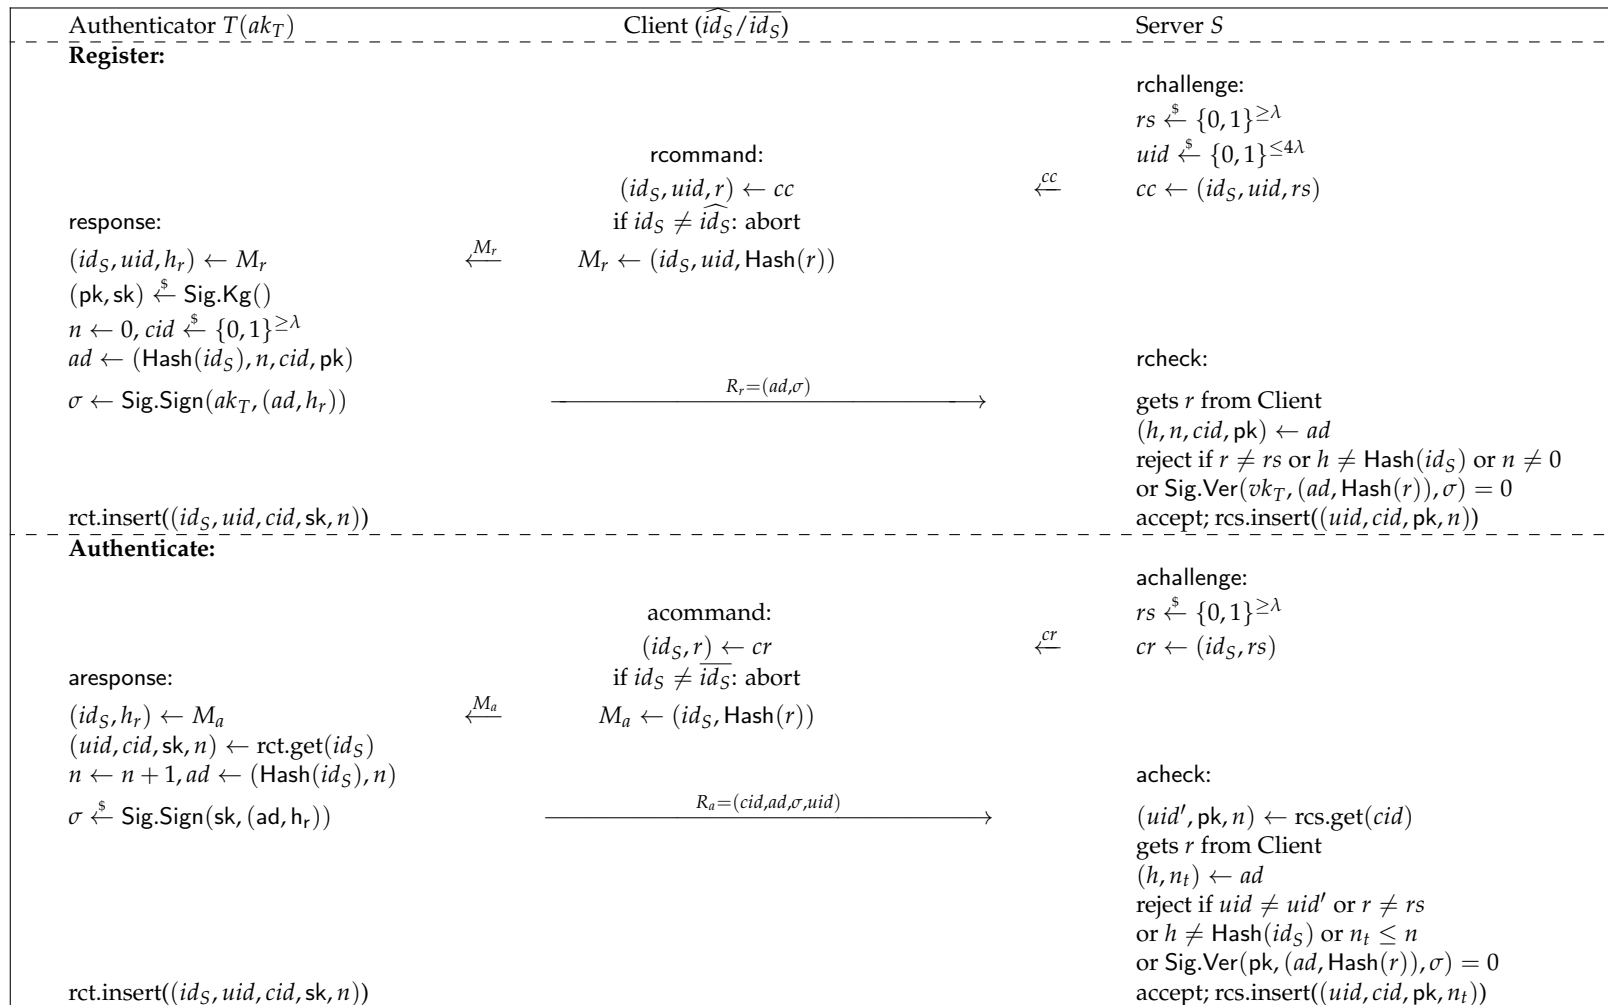 Authenticator T(ak_T) Client (\widehat{id_S}/\overline{id_S}) Server S
Register:
rchallenge:
rs ←$ {0, 1}^{≥λ}
rcommand: uid ←$ {0, 1}^{≤4λ}
(id_S, uid, r) ← cc ←^{cc} cc ← (id_S, uid, rs)
response: if id_S ≠ \widehat{id_S}: abort
(id_S, uid, h_r) ← M_r ←^{M_r} M_r ← (id_S, uid, Hash(r))
(pk, sk) ←$ Sig.Kg()
n ← 0, cid ←$ {0, 1}^{≥λ}
ad ← (Hash(id_S), n, cid, pk) rcheck:
σ ← Sig.Sign(ak_T, (ad, h_r)) R_r=(ad,σ) → gets r from Client
(h, n, cid, pk) ← ad
reject if r ≠ rs or h ≠ Hash(id_S) or n ≠ 0
or Sig.Ver(vk_T, (ad, Hash(r)), σ) = 0
rct.insert((id_S, uid, cid, sk, n)) accept; rcs.insert((uid, cid, pk, n))
Authenticate:
achallenge:
acommand: rs ←$ {0, 1}^{≥λ}
(id_S, r) ← cr ←^{cr} cr ← (id_S, rs)
aresponse: if id_S ≠ \overline{id_S}: abort
(id_S, h_r) ← M_a ←^{M_a} M_a ← (id_S, Hash(r))
(uid, cid, sk, n) ← rct.get(id_S)
n ← n + 1, ad ← (Hash(id_S), n) acheck:
σ ←$ Sig.Sign(sk, (ad, h_r)) R_a=(cid,ad,σ,uid) → (uid′, pk, n) ← rcs.get(cid)
gets r from Client
(h, n_t) ← ad
reject if uid ≠ uid′ or r ≠ rs
or h ≠ Hash(id_S) or n_t ≤ n
or Sig.Ver(pk, (ad, Hash(r)), σ) = 0
rct.insert((id_S, uid, cid, sk, n)) accept; rcs.insert((uid, cid, pk, n_t))